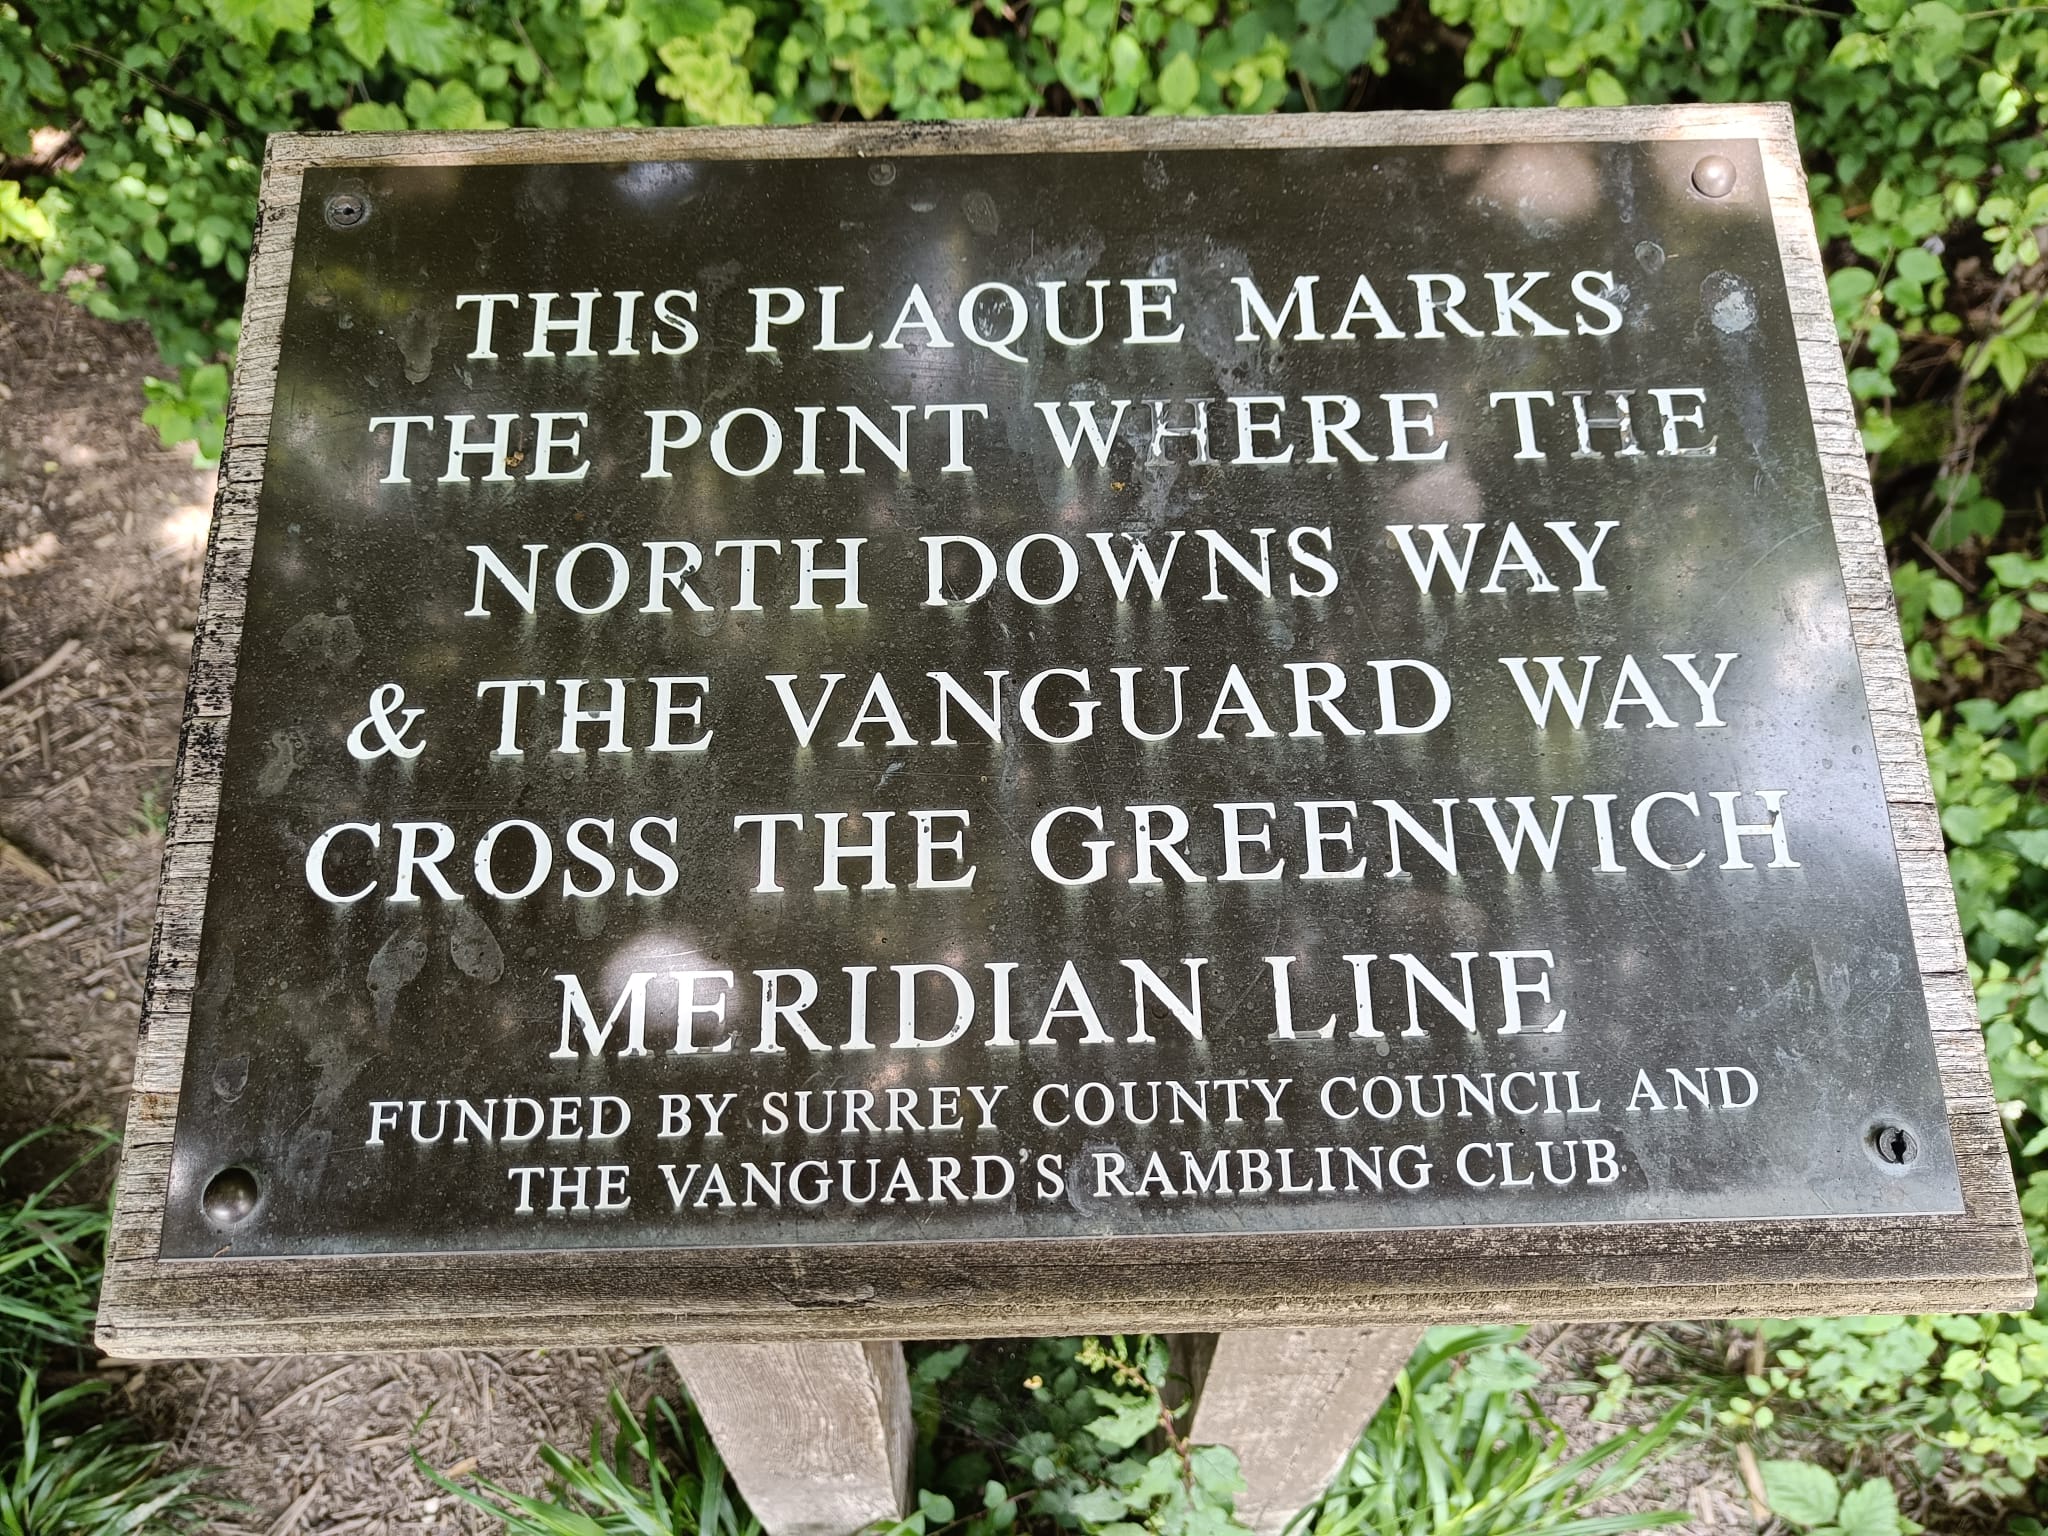 THIS PLAQUE MARKS
THE POINT WHERE THE
NORTH DOWNS WAY
& THE VANGUARD WAY
CROSS THE GREENWICH
MERIDIAN LINE
FUNDED BY SURREY COUNTY COUNCIL AND
THE VANGUARD'S RAMBLING CLUB.